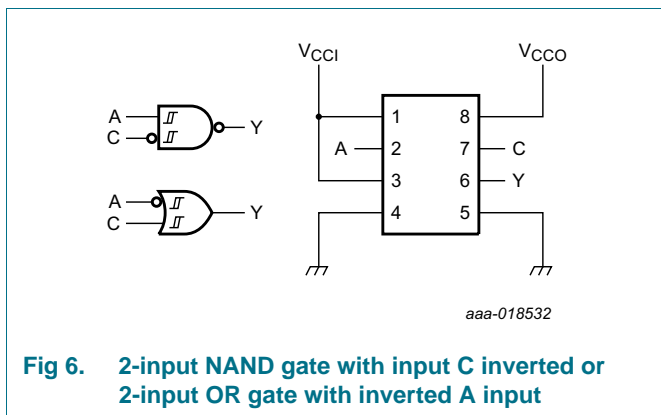 VCCI VCCO
A
C
Y
1 8
A 2 7 C
3 6 Y
4 5
A
C
Y
aaa-018532
Fig 6. 2-input NAND gate with input C inverted or
2-input OR gate with inverted A input